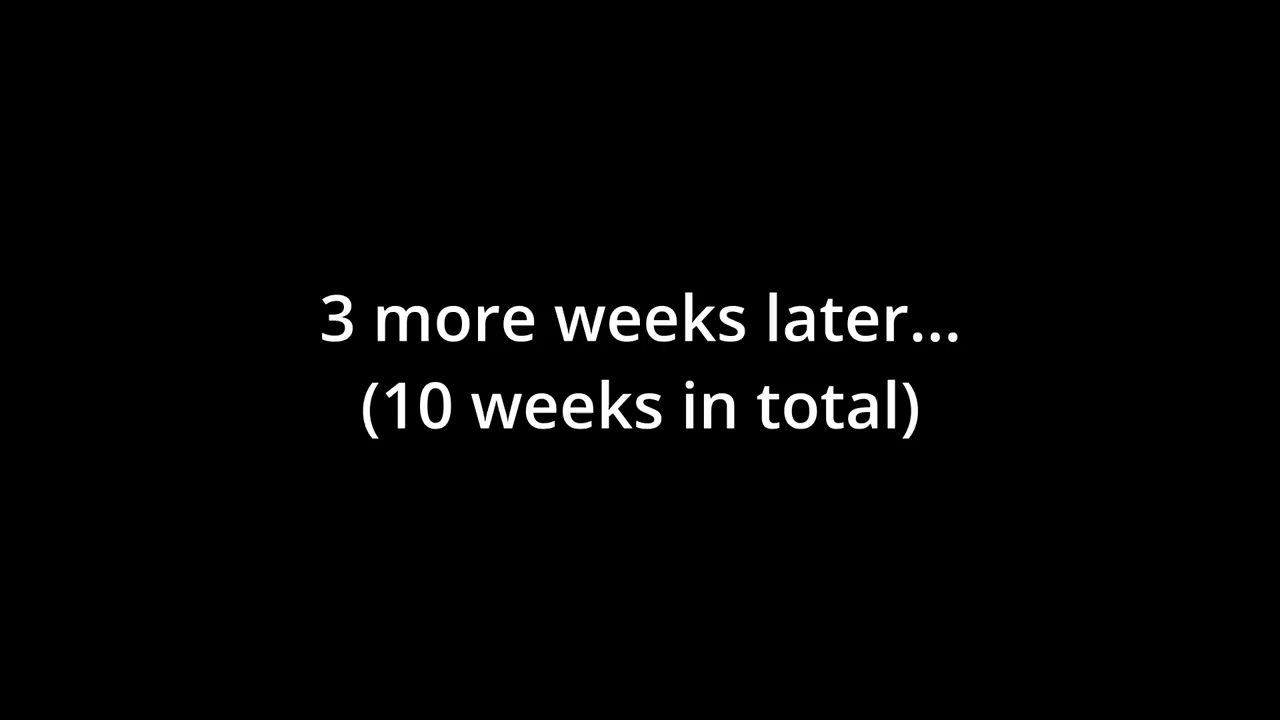 3 more weeks later...
(10 weeks in total)